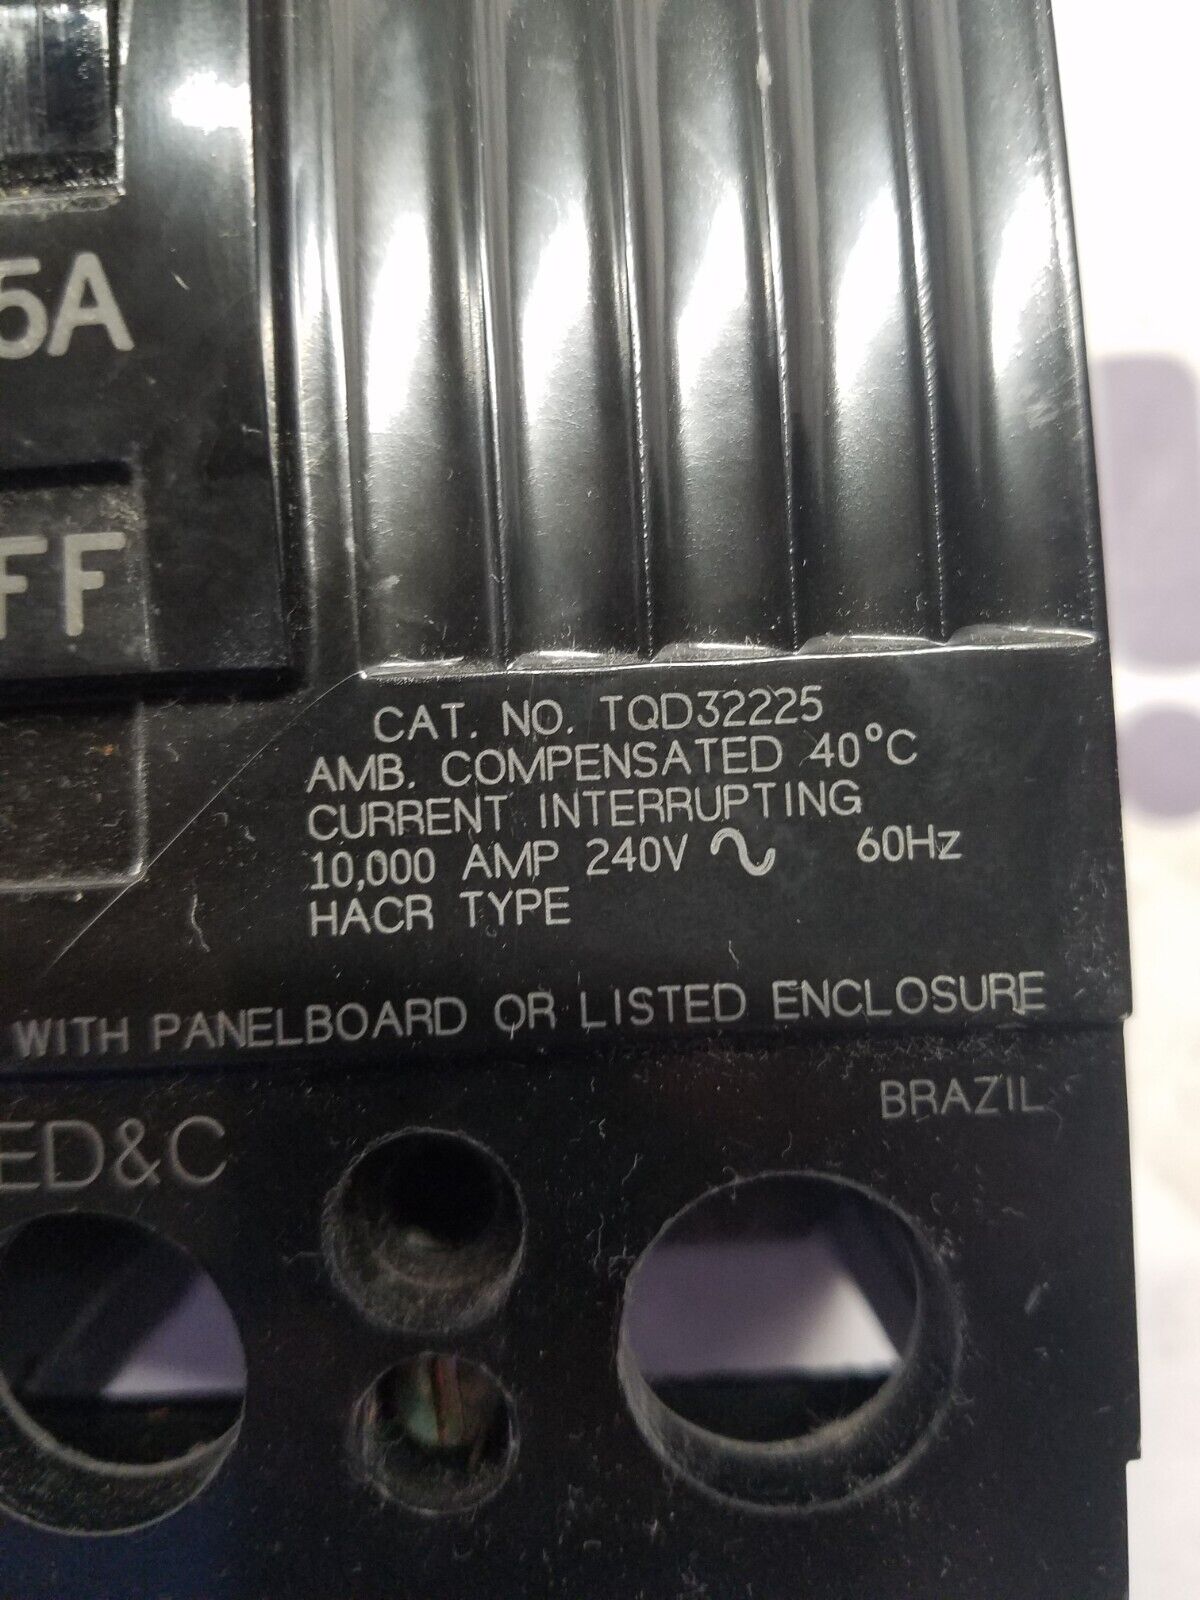 5A
FF
CAT. NO. TQD32225
AMB. COMPENSATED 40°C
CURRENT INTERRUPTING
10,000 AMP 240V ∿ 60Hz
HACR TYPE
WITH PANELBOARD OR LISTED ENCLOSURE
BRAZIL
ED&C